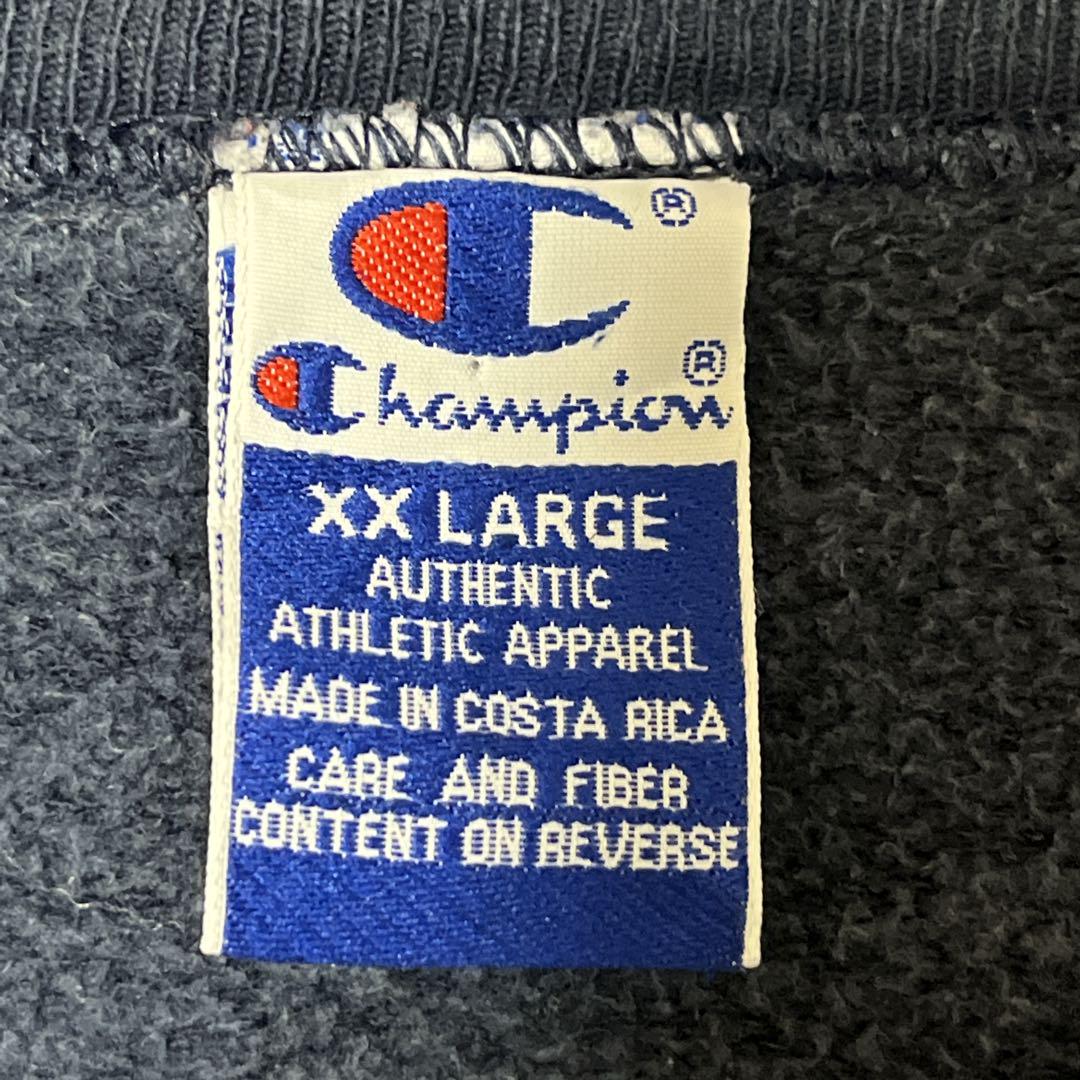 ®
Champion®
XX LARGE
AUTHENTIC
ATHLETIC APPAREL
MADE IN COSTA RICA
CARE AND FIBER
CONTENT ON REVERSE